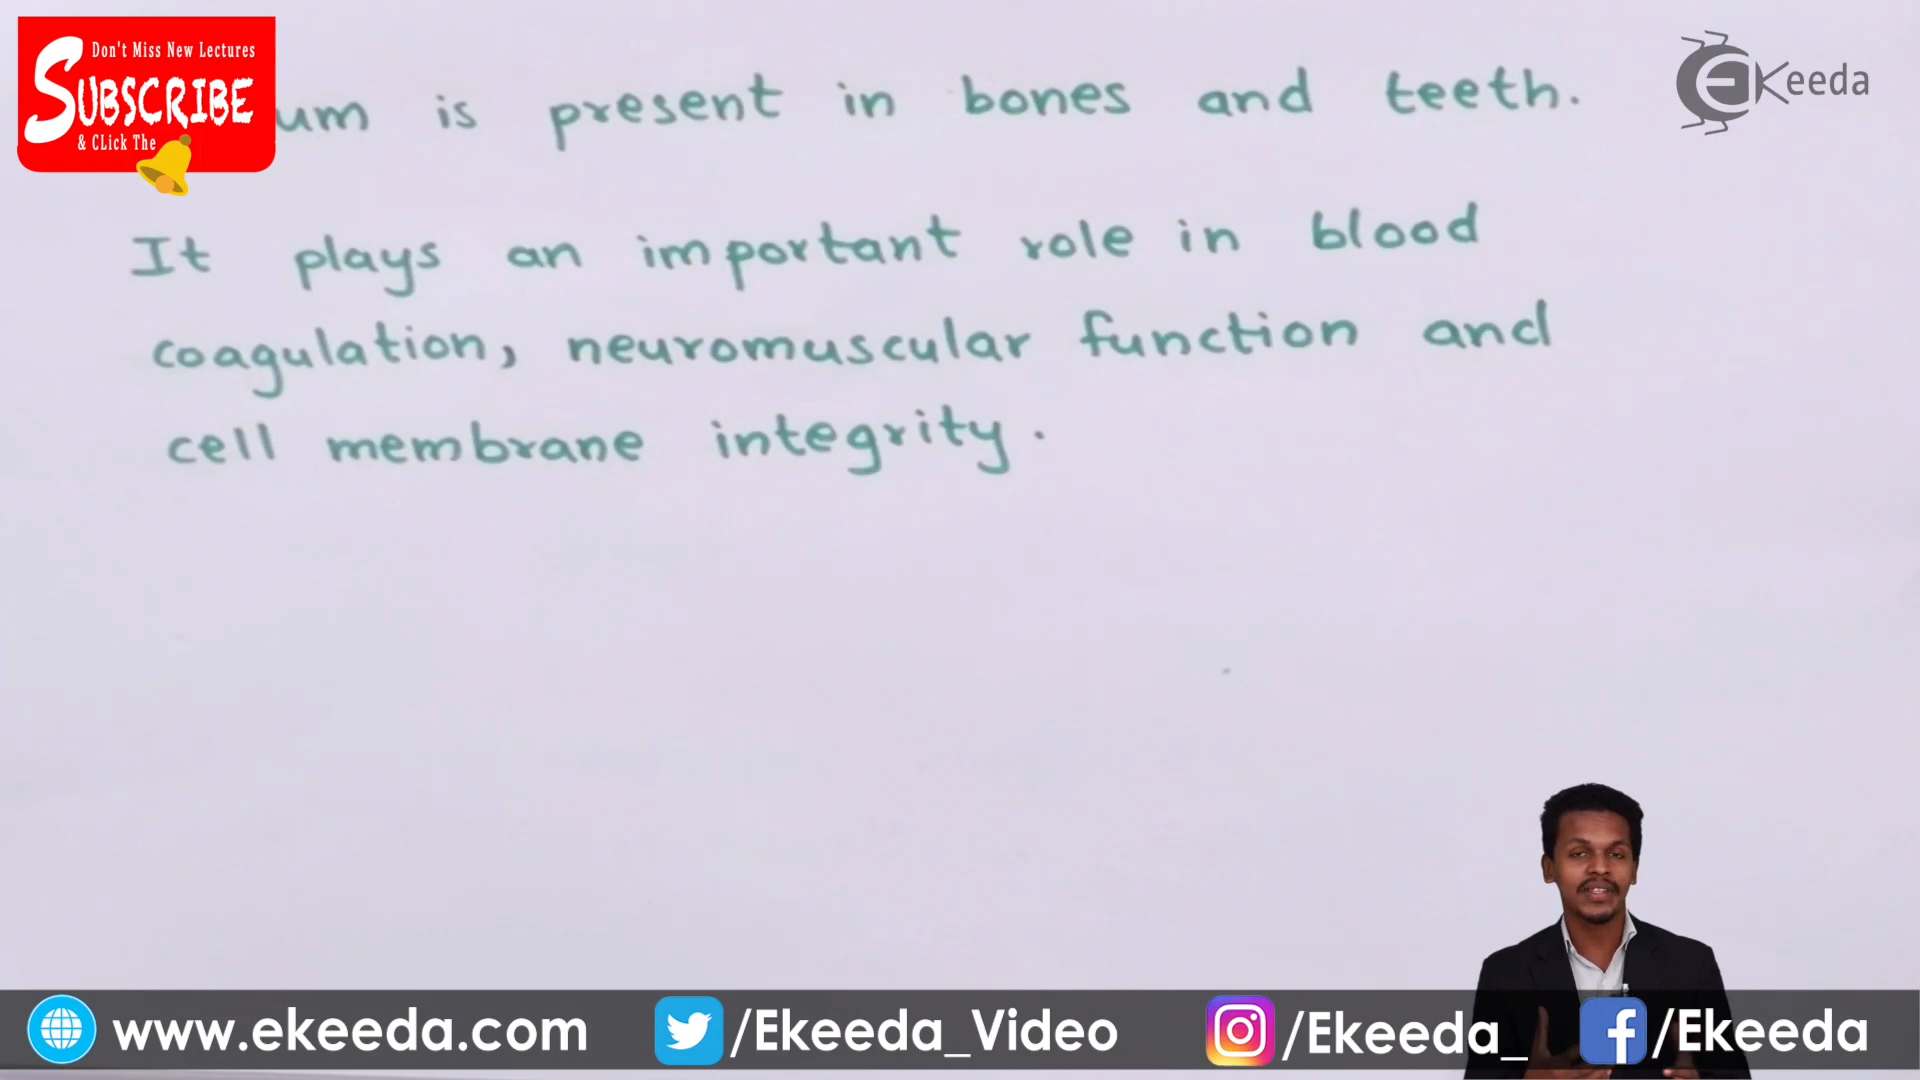 Don't Miss New Lectures
SUBSCRIBE
& CLick The
um is present in bones and teeth.
EKeeda
It plays an important role in blood
coagulation, neuromuscular function and
cell membrane integrity.
www.ekeeda.com
/Ekeeda_Video
/Ekeeda_
/Ekeeda